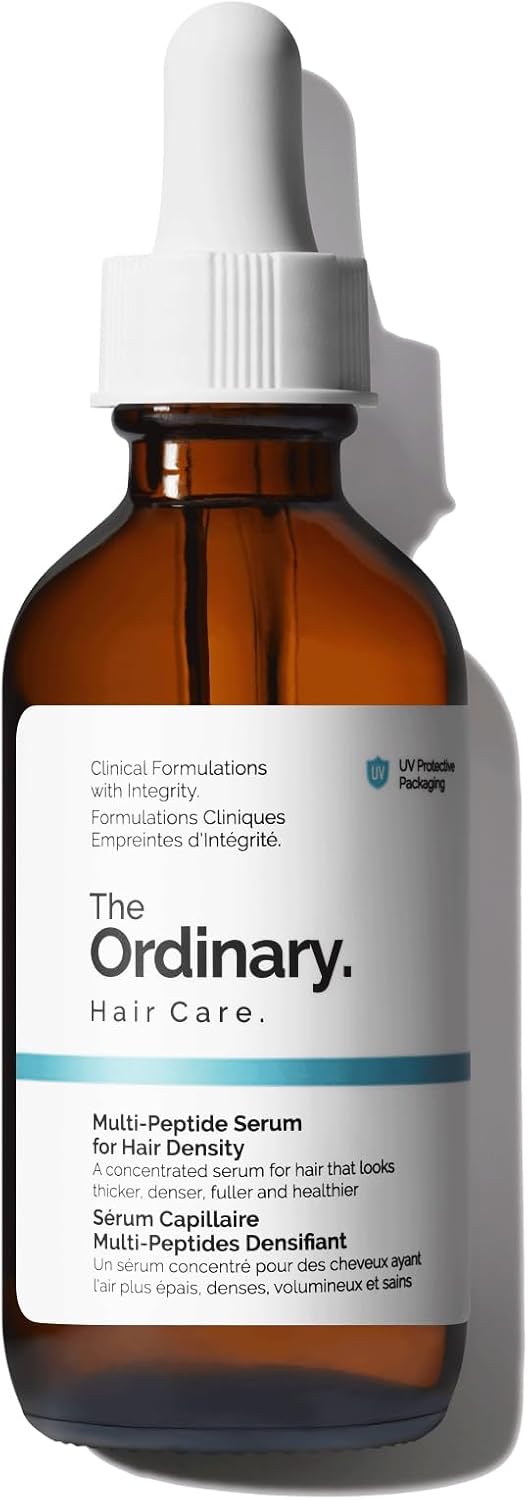 Clinical Formulations
with Integrity.
Formulations Cliniques
Empreintes d'Intégrité.
UV
UV Protective
Packaging
The
Ordinary.
Hair Care.
Multi-Peptide Serum
for Hair Density
A concentrated serum for hair that looks
thicker, denser, fuller and healthier
Sérum Capillaire
Multi-Peptides Densifiant
Un sérum concentré pour des cheveux ayant
l'air plus épais, denses, volumineux et sains